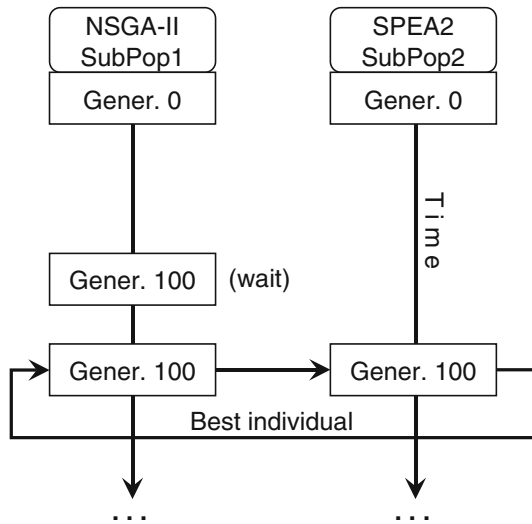 NSGA-II
SubPop1
SPEA2
SubPop2
Gener. 0
Gener. 0
Time
Gener. 100
(wait)
Gener. 100
Gener. 100
Best individual
...
...